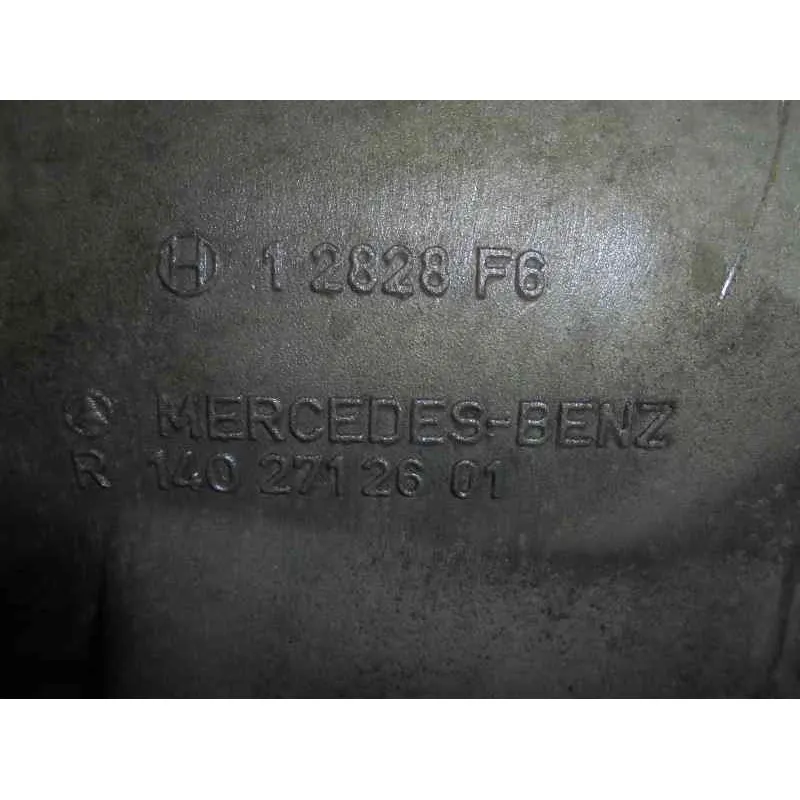 H 1 2828 F6
MERCEDES-BENZ
R 140 271 26 01